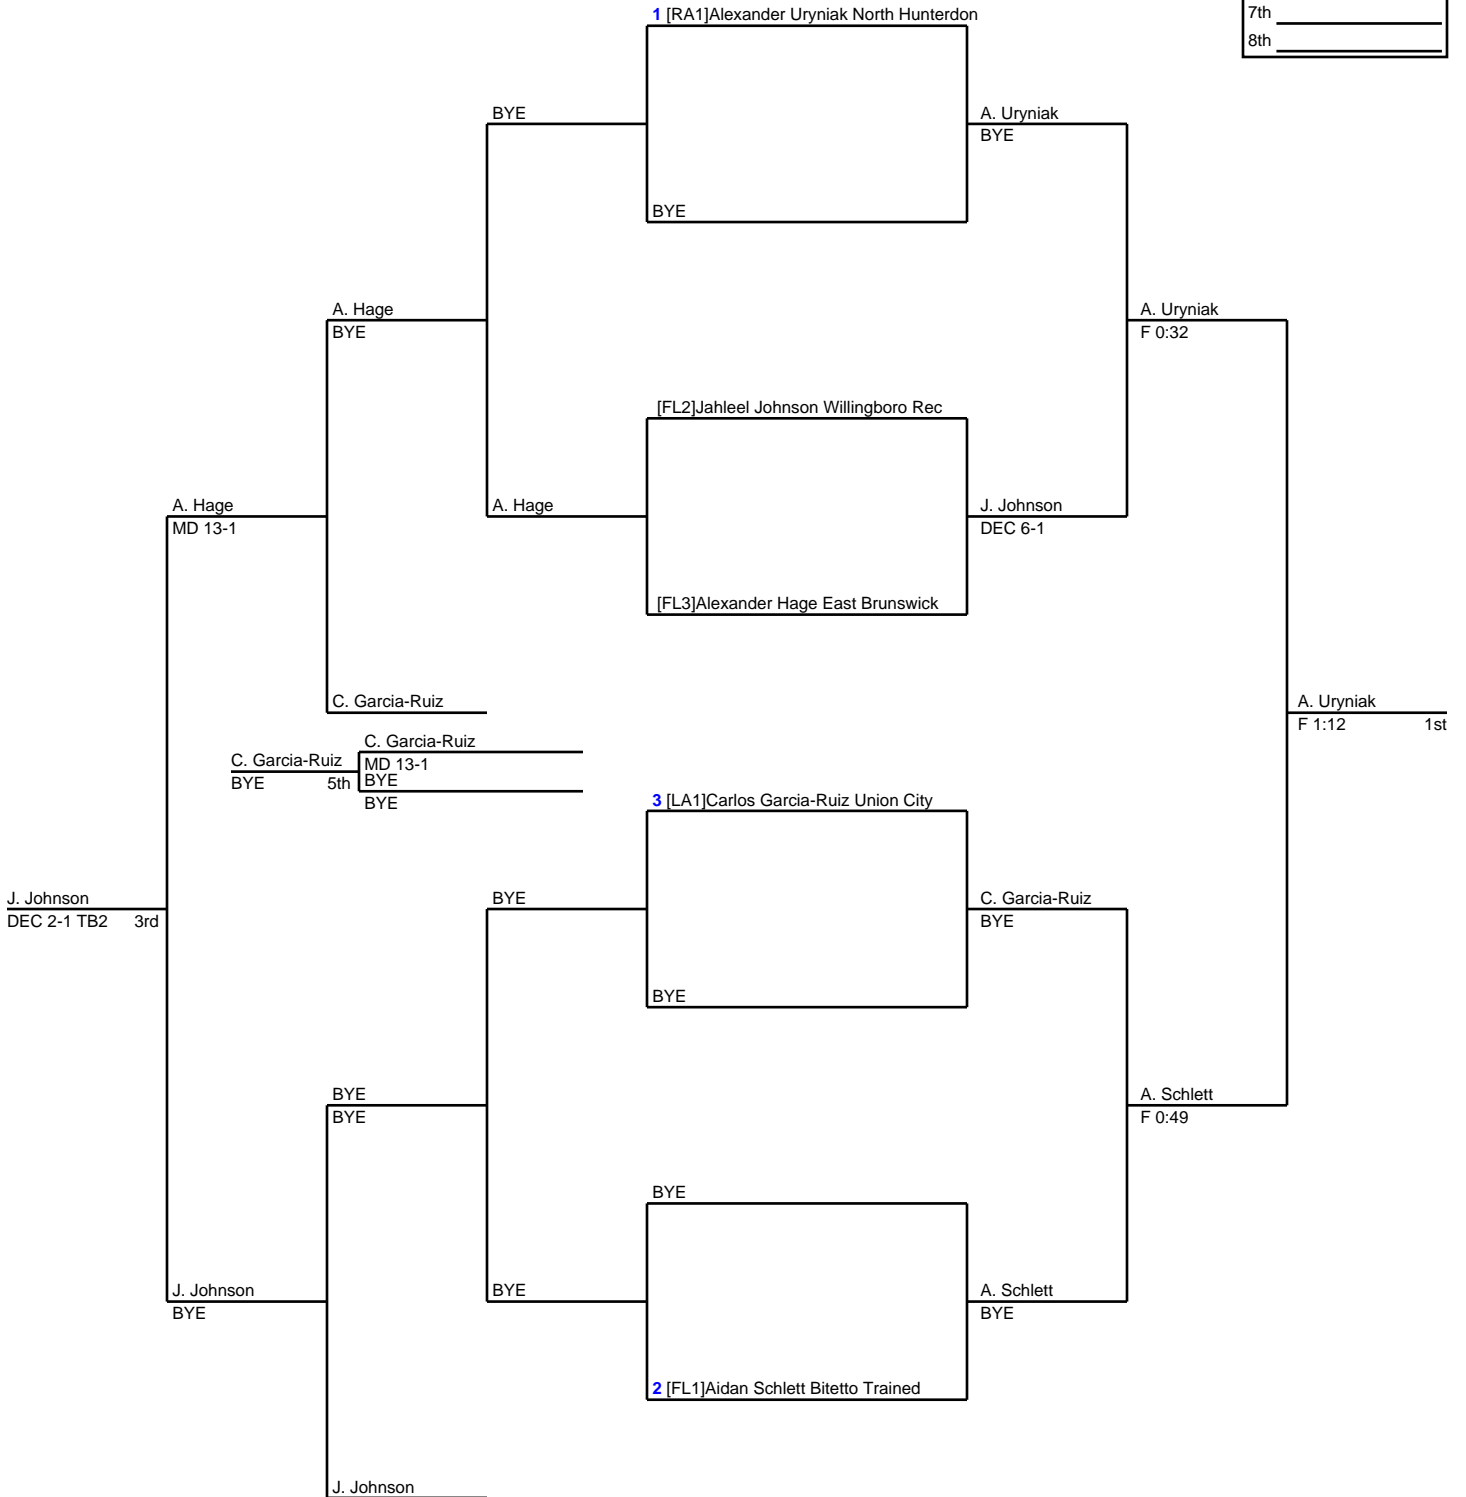 7th
8th
1 [RA1]Alexander Uryniak North Hunterdon
BYE
A. Uryniak
BYE
BYE
A. Hage
BYE
A. Uryniak
F 0:32
[FL2]Jahleel Johnson Willingboro Rec
A. Hage
MD 13-1
A. Hage
J. Johnson
DEC 6-1
[FL3]Alexander Hage East Brunswick
C. Garcia-Ruiz
A. Uryniak
F 1:12 1st
C. Garcia-Ruiz
C. Garcia-Ruiz
MD 13-1
BYE 5th
BYE
BYE
3 [LA1]Carlos Garcia-Ruiz Union City
J. Johnson
DEC 2-1 TB2 3rd
BYE
C. Garcia-Ruiz
BYE
BYE
BYE
BYE
A. Schlett
F 0:49
BYE
J. Johnson
BYE
BYE
A. Schlett
BYE
2 [FL1]Aidan Schlett Bitetto Trained
J. Johnson